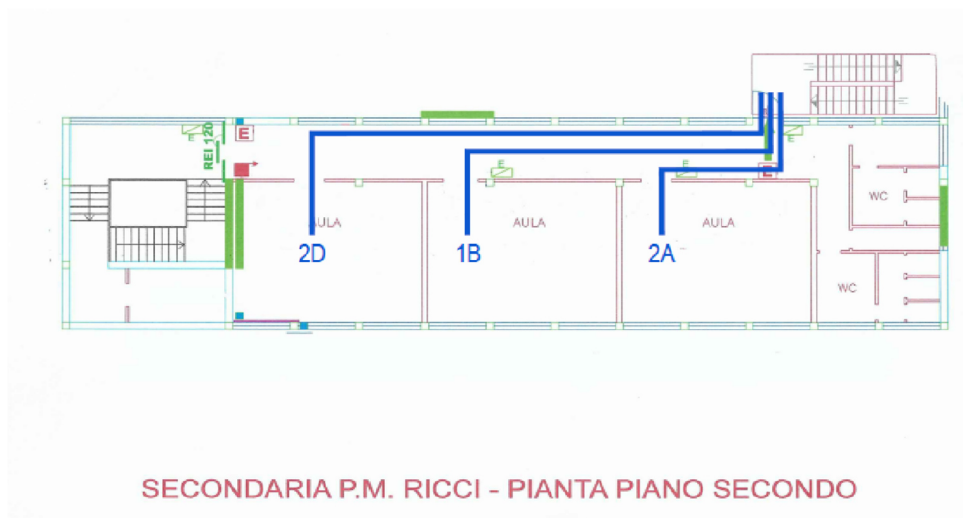 E
REI 120
E
E
E
E
E
AULA
AULA
AULA
WC
2D
1B
2A
WC
SECONDARIA P.M. RICCI - PIANTA PIANO SECONDO